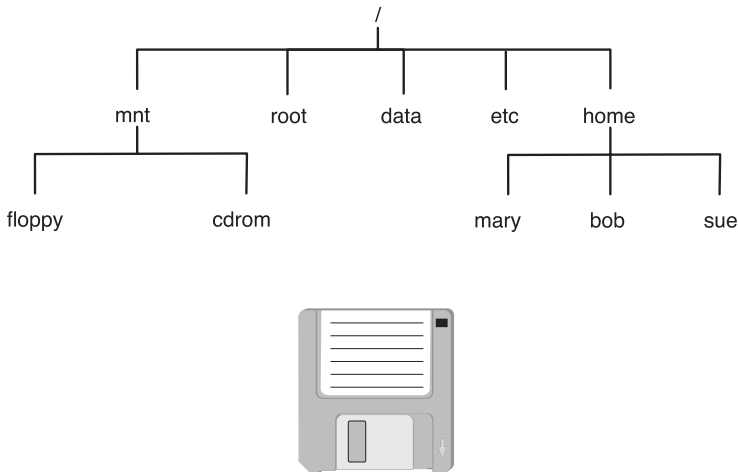 /
mnt root data etc home
floppy cdrom mary bob sue